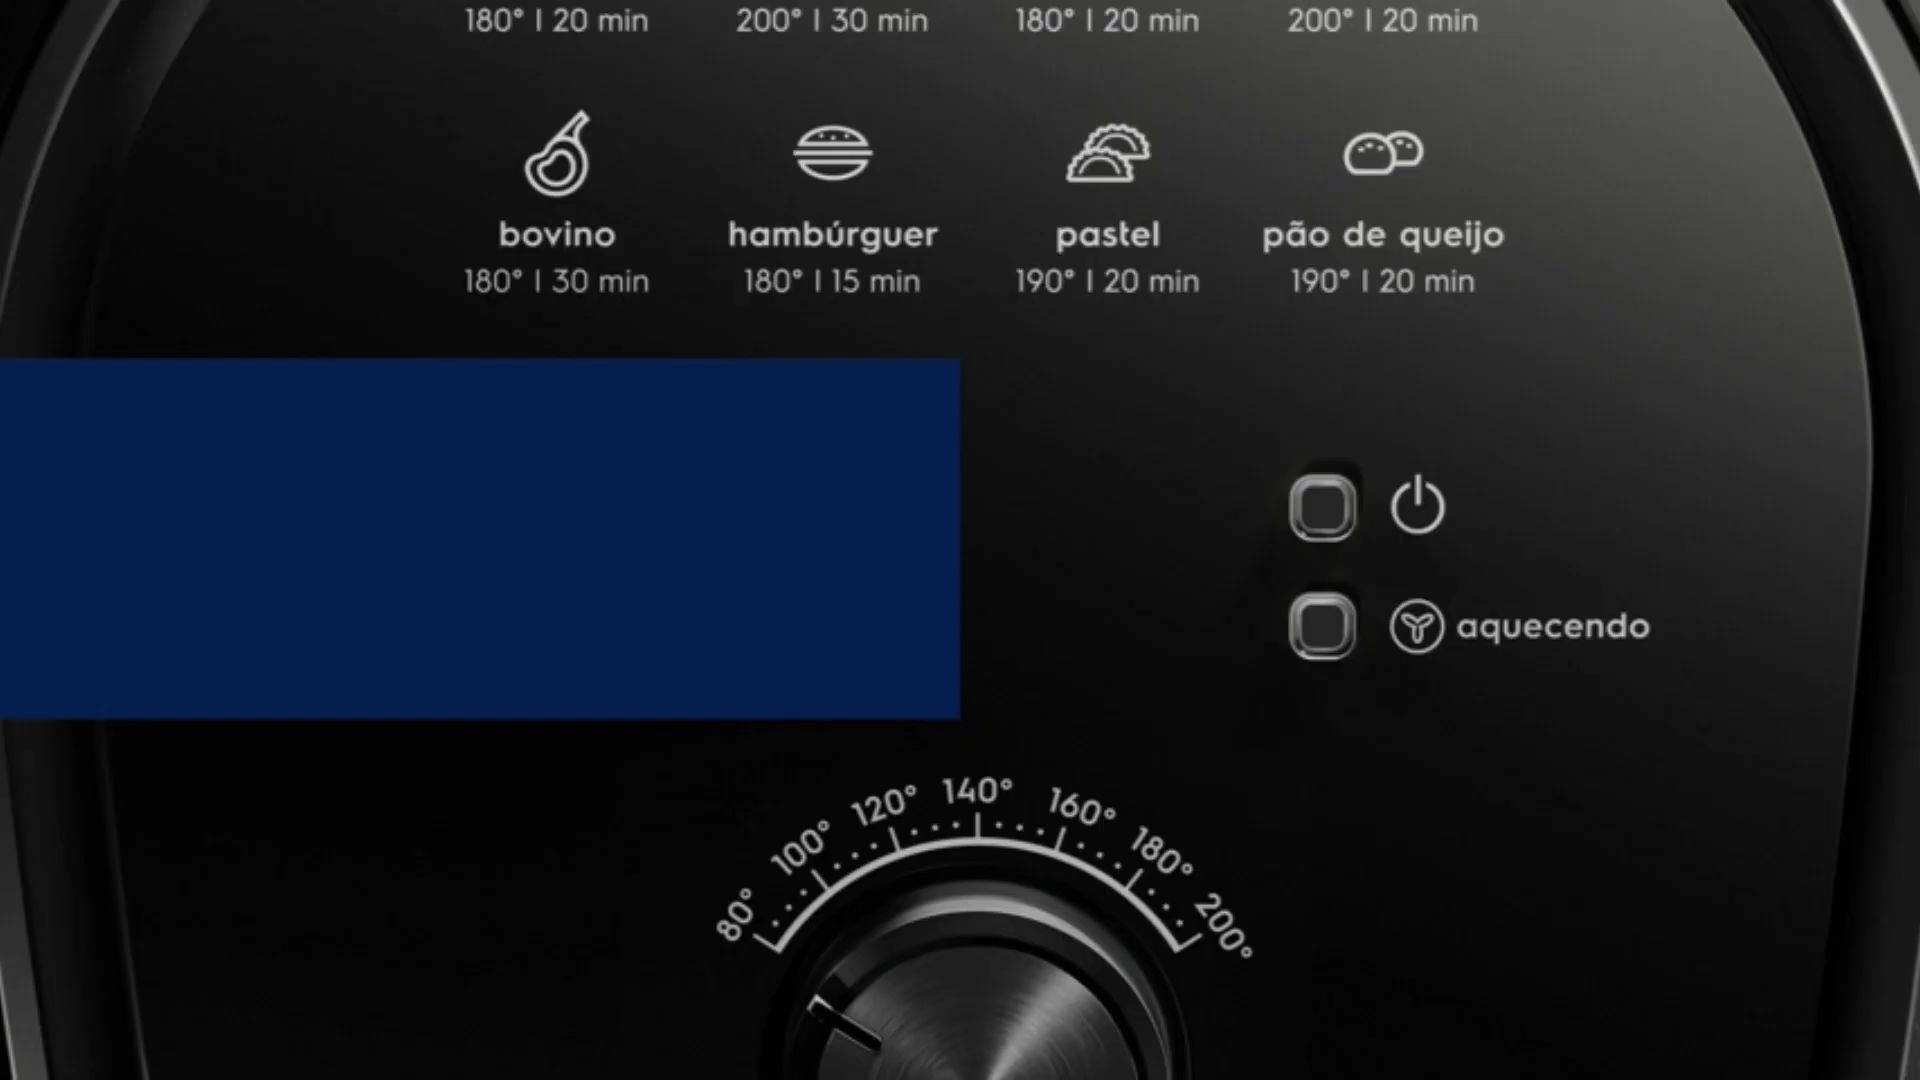 180° | 20 min
200° | 30 min
180° | 20 min
200° | 20 min
bovino
180° | 30 min
hambúrguer
180° | 15 min
pastel
190° | 20 min
pão de queijo
190° | 20 min
aquecendo
80° 100° 120° 140° 160° 180° 200°